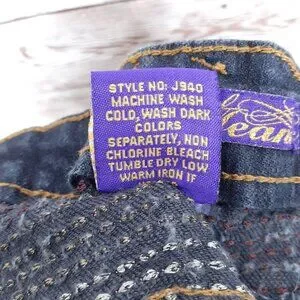 STYLE NO: J940
MACHINE WASH
COLD, WASH DARK
COLORS
SEPARATELY, NON
CHLORINE BLEACH
TUMBLE DRY LOW
WARM IRON IF